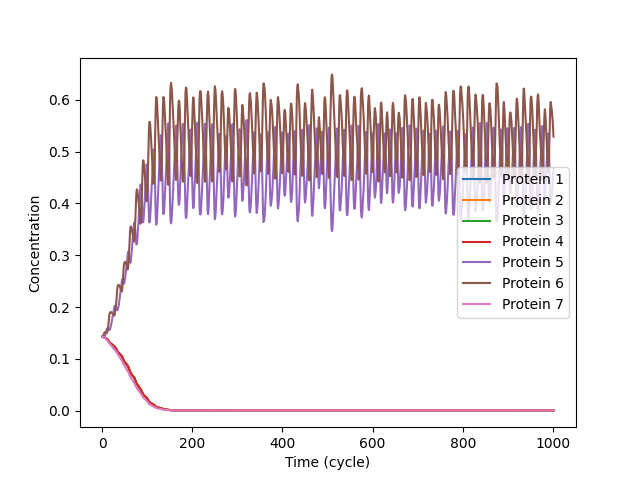 Concentration
0.6
0.5
0.4
0.3
0.2
0.1
0.0
Protein 1
Protein 2
Protein 3
Protein 4
Protein 5
Protein 6
Protein 7
0 200 400 600 800 1000
Time (cycle)